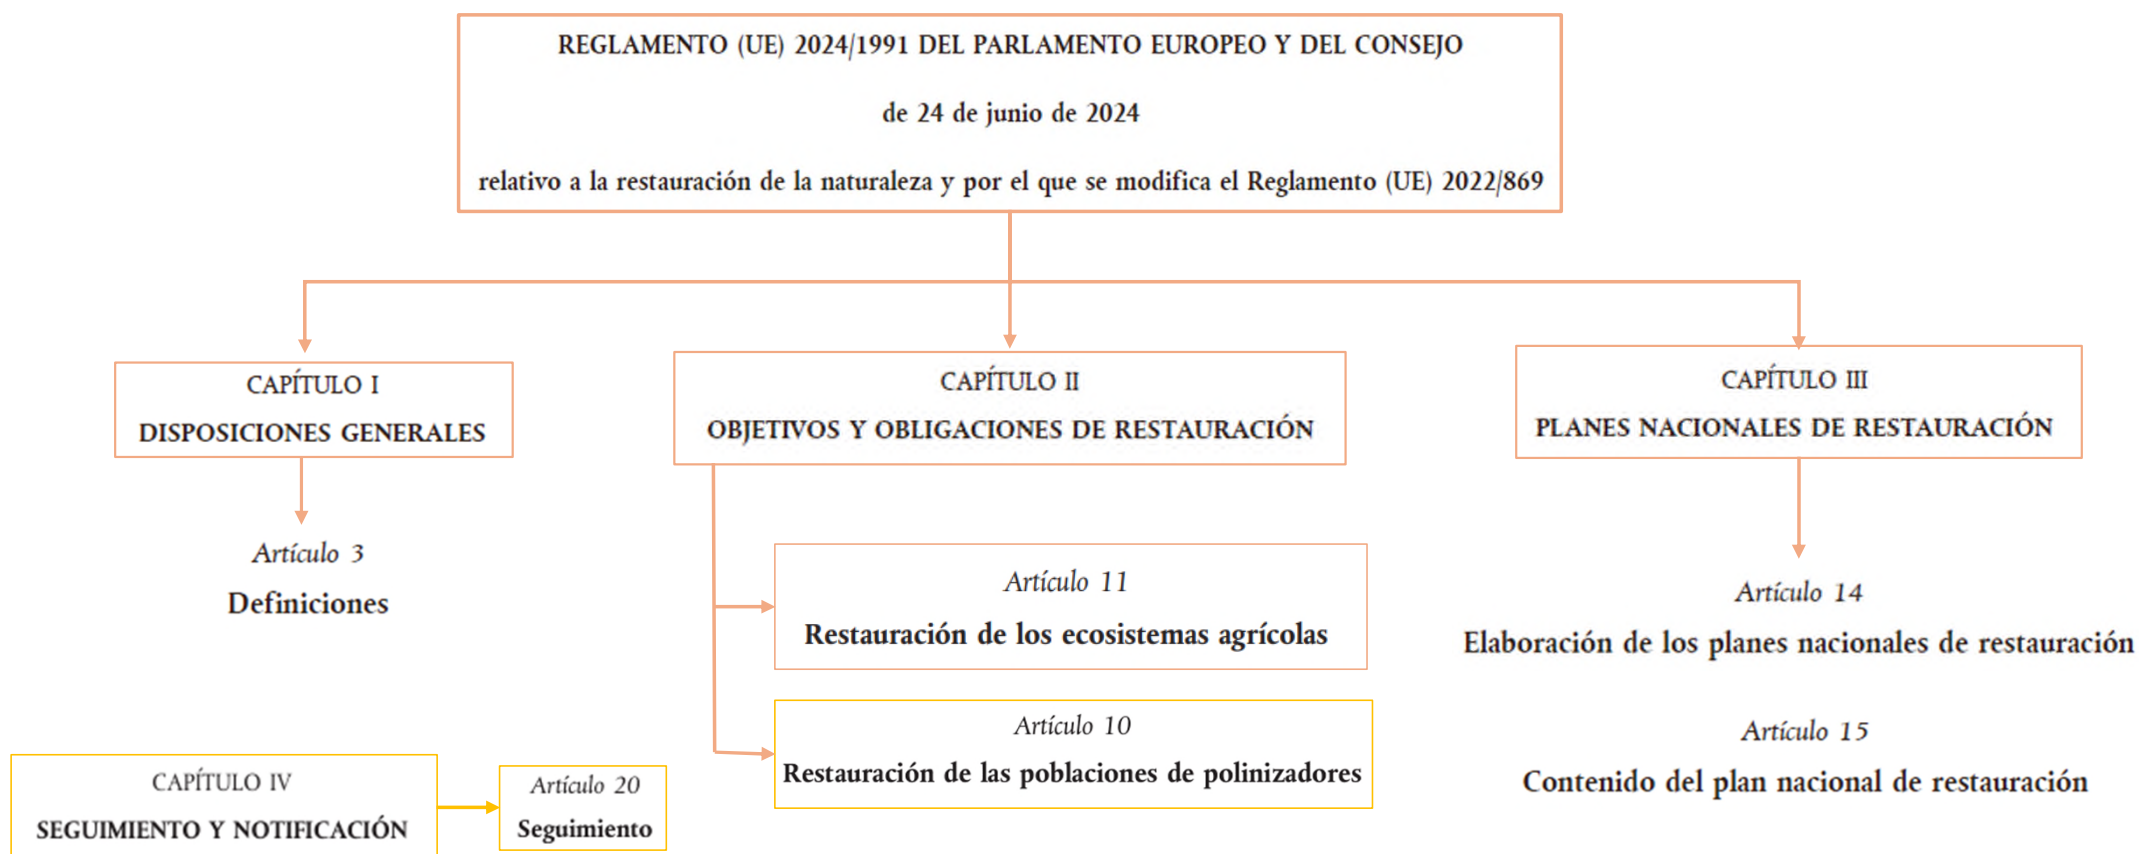 REGLAMENTO (UE) 2024/1991 DEL PARLAMENTO EUROPEO Y DEL CONSEJO
de 24 de junio de 2024
relativo a la restauración de la naturaleza y por el que se modifica el Reglamento (UE) 2022/869
CAPÍTULO I
DISPOSICIONES GENERALES
Artículo 3
Definiciones
CAPÍTULO II
OBJETIVOS Y OBLIGACIONES DE RESTAURACIÓN
Artículo 11
Restauración de los ecosistemas agrícolas
Artículo 10
Restauración de las poblaciones de polinizadores
CAPÍTULO III
PLANES NACIONALES DE RESTAURACIÓN
Artículo 14
Elaboración de los planes nacionales de restauración
Artículo 15
Contenido del plan nacional de restauración
CAPÍTULO IV
SEGUIMIENTO Y NOTIFICACIÓN
Artículo 20
Seguimiento